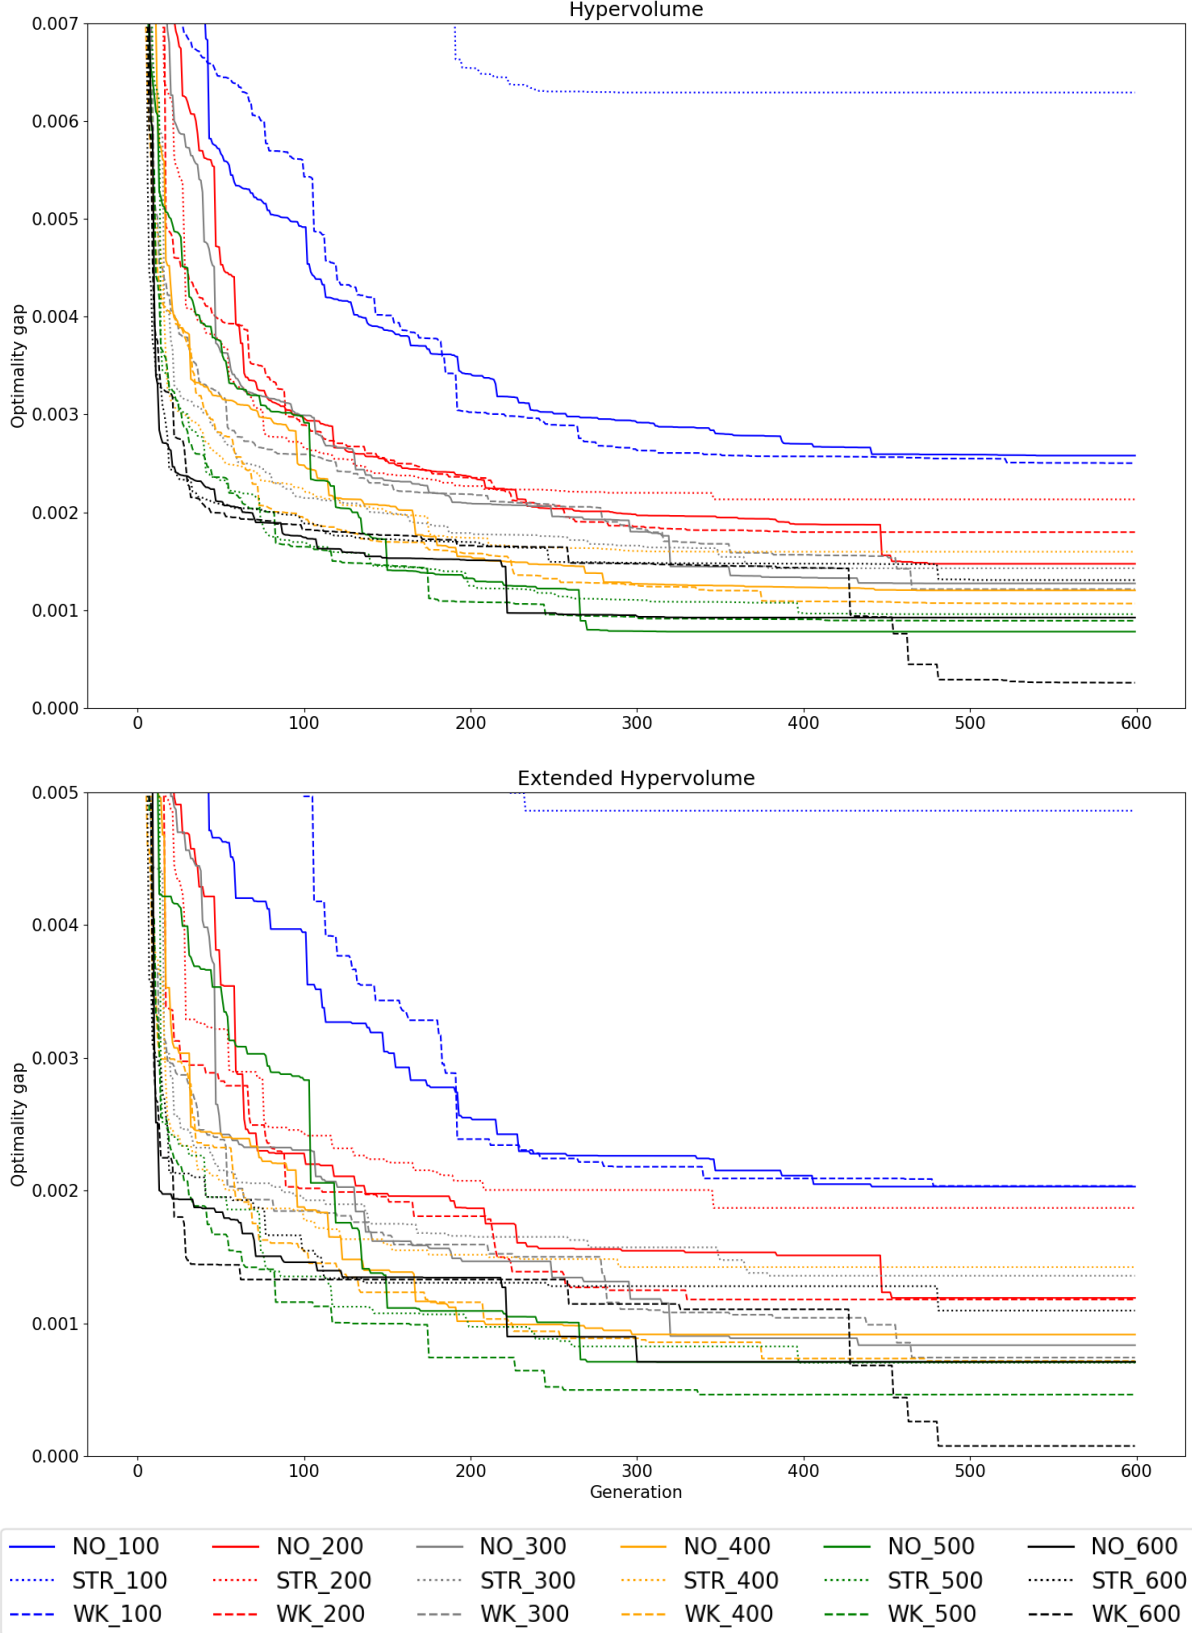 Hypervolume
0.007
0.006
0.005
0.004
0.003
0.002
0.001
0.000
Optimality gap
0 100 200 300 400 500 600
Extended Hypervolume
0.005
0.004
0.003
0.002
0.001
0.000
Optimality gap
0 100 200 300 400 500 600
Generation
NO_100 NO_200 NO_300 NO_400 NO_500 NO_600
STR_100 STR_200 STR_300 STR_400 STR_500 STR_600
WK_100 WK_200 WK_300 WK_400 WK_500 WK_600